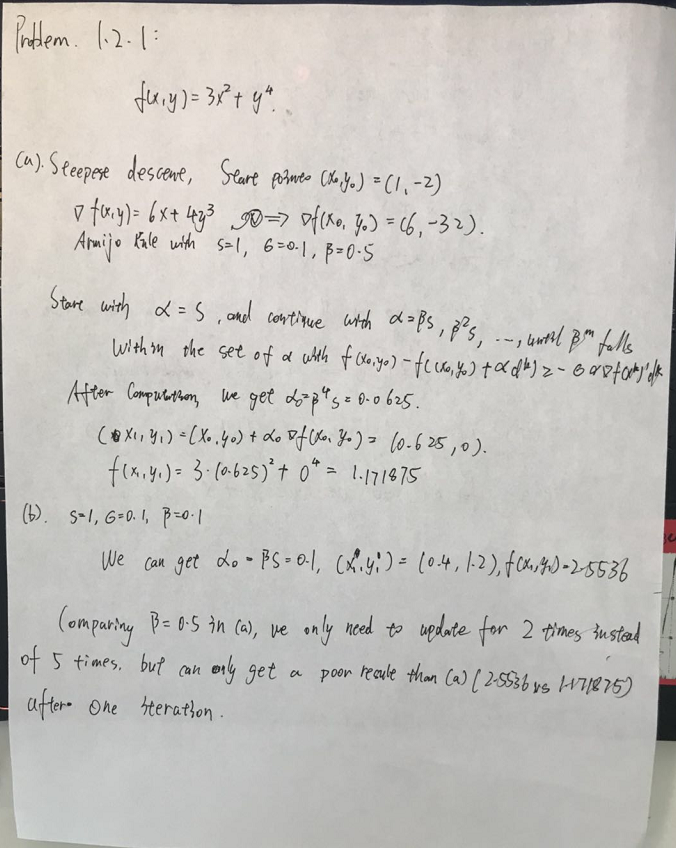 Problem. 1.2.1:
f(x,y) = 3x² + y⁴.
(a). Steepest descent, Start points (x₀,y₀) = (1, -2)
∇f(x,y) = 6x + 4y³ ⟹ ∇f(x₀, y₀) = (6, -32).
Armijo Rule with s=1, σ=0.1, β=0.5
Start with α = s, and continue with α=βs, β²s, ..., until βᵐ falls
Within the set of α with f(x₀,y₀) - f((x₀,y₀) + αdᵏ) ≥ -σα∇f(xᵏ)'dᵏ
After Computation, we get α₀=β⁴s = 0.0625.
(x₁, y₁) = (x₀, y₀) + α₀ ∇f(x₀, y₀) = (0.625, 0).
f(x₁, y₁) = 3·(0.625)² + 0⁴ = 1.171875
(b). s=1, σ=0.1, β=0.1
We can get α₀ = βs = 0.1, (x₁, y₁) = (0.4, 1.2), f(x₁,y₁)=2.5536
Comparing β=0.5 in (a), we only need to update for 2 times instead
of 5 times. but can only get a poor result than (a) (2.5536 vs 1.171875)
after one iteration.